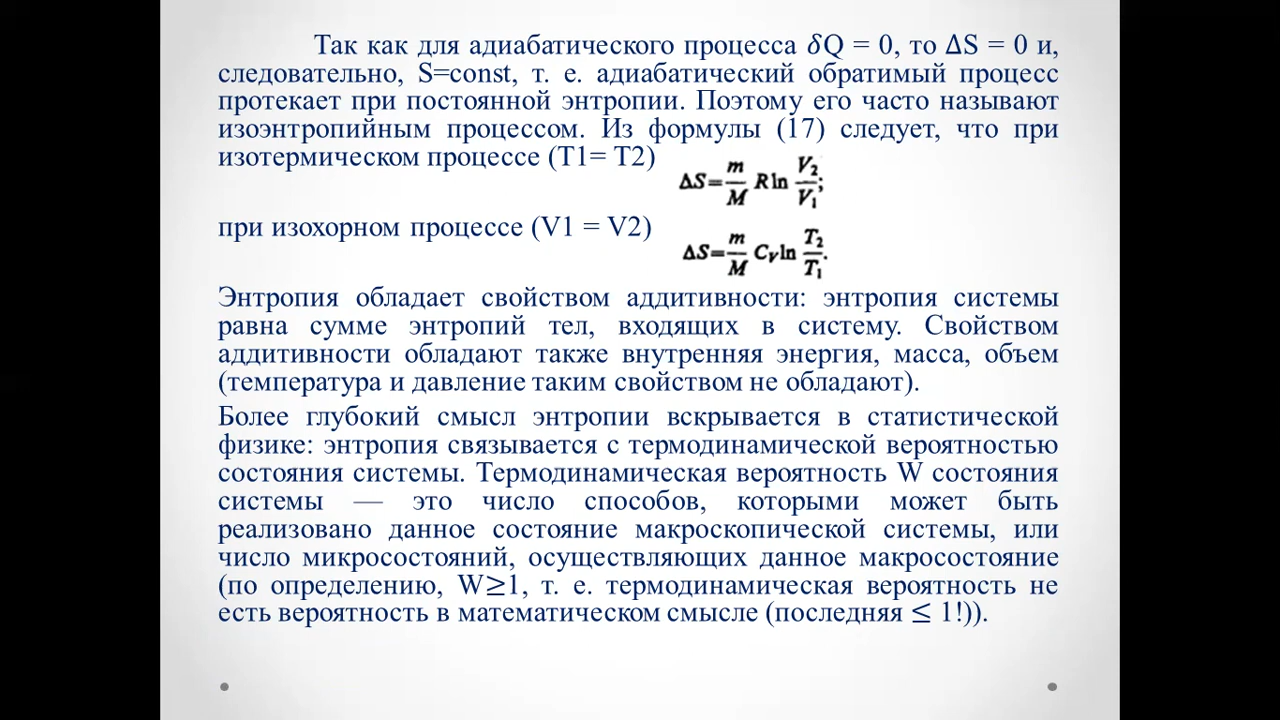 Так как для адиабатического процесса 𝛿Q = 0, то ∆S = 0 и,
следовательно, S=const, т. е. адиабатический обратимый процесс
протекает при постоянной энтропии. Поэтому его часто называют
изоэнтропийным процессом. Из формулы (17) следует, что при
изотермическом процессе (T1= T2)
ΔS = m/M R ln V₂/V₁;
при изохорном процессе (V1 = V2)
ΔS = m/M C_V ln T₂/T₁.
Энтропия обладает свойством аддитивности: энтропия системы
равна сумме энтропий тел, входящих в систему. Свойством
аддитивности обладают также внутренняя энергия, масса, объем
(температура и давление таким свойством не обладают).
Более глубокий смысл энтропии вскрывается в статистической
физике: энтропия связывается с термодинамической вероятностью
состояния системы. Термодинамическая вероятность W состояния
системы — это число способов, которыми может быть
реализовано данное состояние макроскопической системы, или
число микросостояний, осуществляющих данное макросостояние
(по определению, W≥1, т. е. термодинамическая вероятность не
есть вероятность в математическом смысле (последняя ≤ 1!)).